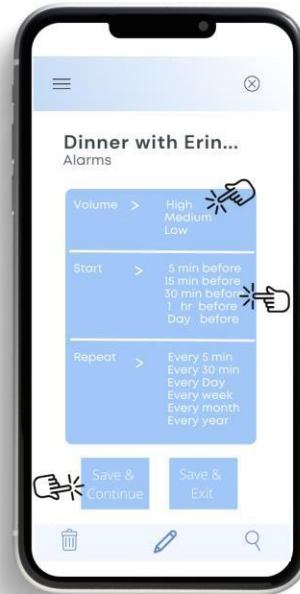 Dinner with Erin...
Alarms
Volume > High
Medium
Low
Start > 5 min before
15 min before
30 min before
1 hr before
Day before
Repeat > Every 5 min
Every 30 min
Every Day
Every week
Every month
Every year
Save & Continue
Save & Exit